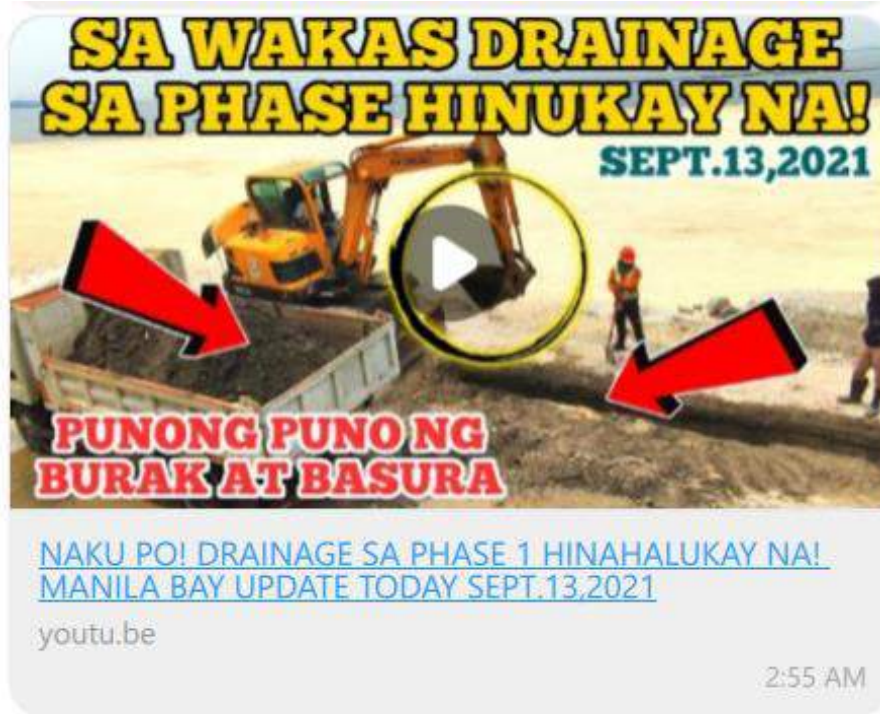 SA WAKAS DRAINAGE
SA PHASE HINUKAY NA!
SEPT.13,2021
PUNONG PUNO NG
BURAK AT BASURA
NAKU PO! DRAINAGE SA PHASE 1 HINAHALUKAY NA!
MANILA BAY UPDATE TODAY SEPT.13,2021
youtu.be
2:55 AM